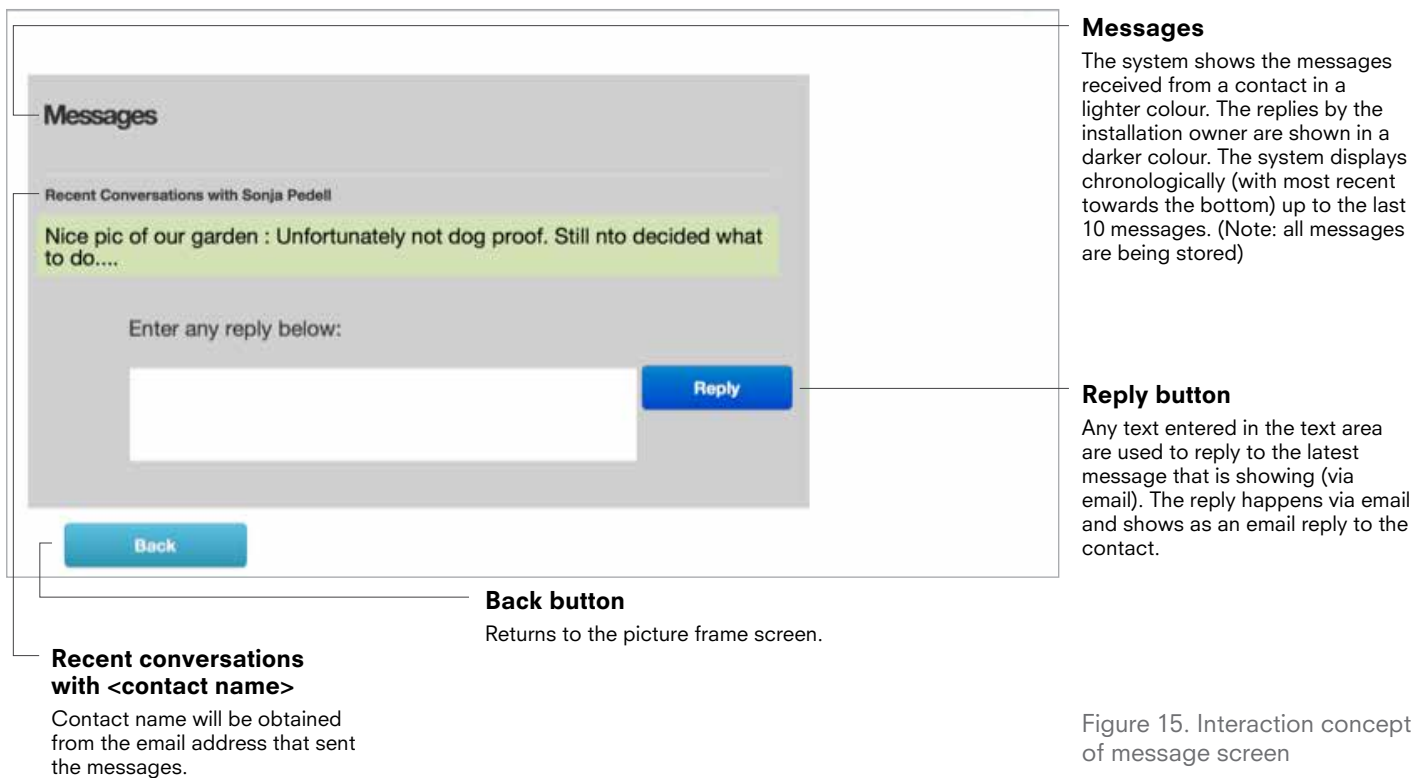 Messages
Recent Conversations with Sonja Pedell
Nice pic of our garden : Unfortunately not dog proof. Still nto decided what
to do....
Enter any reply below:
Reply
Back
Messages
The system shows the messages
received from a contact in a
lighter colour. The replies by the
installation owner are shown in a
darker colour. The system displays
chronologically (with most recent
towards the bottom) up to the last
10 messages. (Note: all messages
are being stored)
Reply button
Any text entered in the text area
are used to reply to the latest
message that is showing (via
email). The reply happens via email
and shows as an email reply to the
contact.
Back button
Returns to the picture frame screen.
Recent conversations
with <contact name>
Contact name will be obtained
from the email address that sent
the messages.
Figure 15. Interaction concept
of message screen